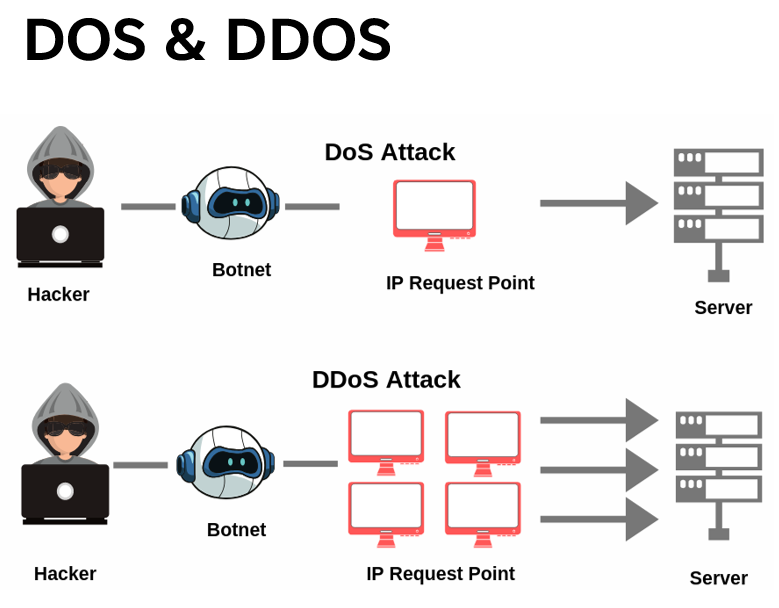 DOS & DDOS
DoS Attack
Hacker
Botnet
IP Request Point
Server
DDoS Attack
Hacker
Botnet
IP Request Point
Server